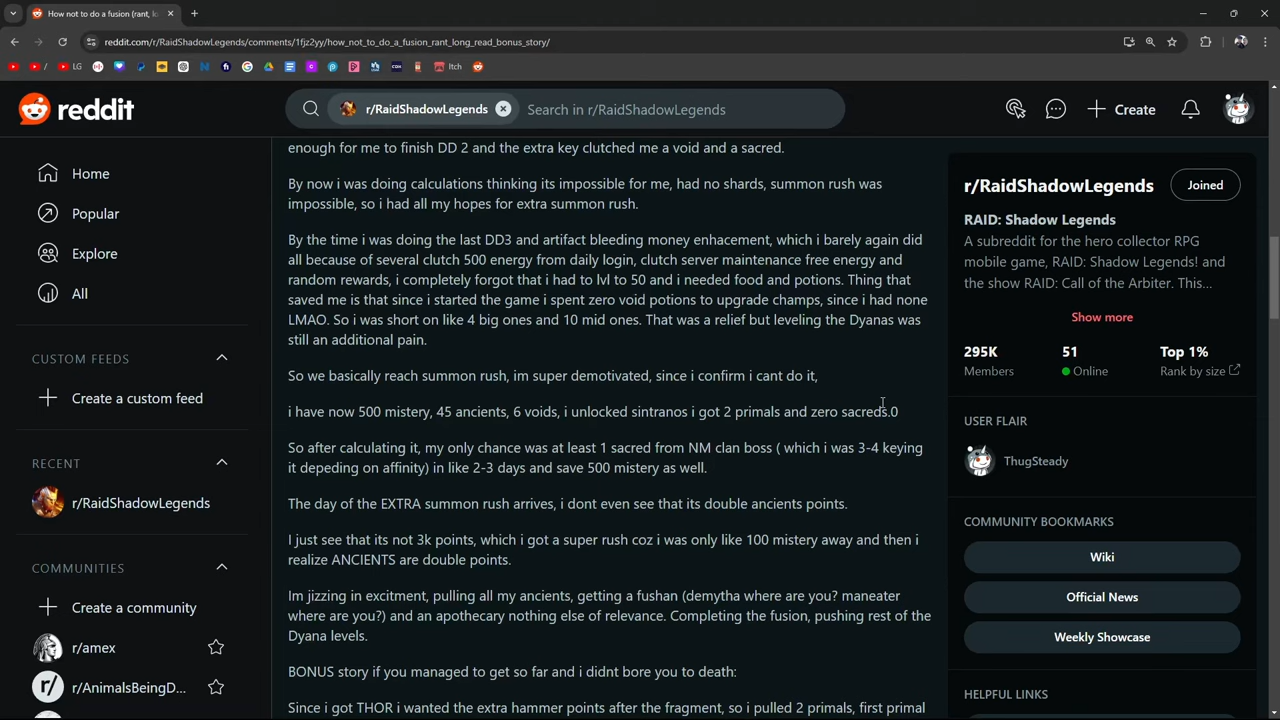 How not to do a fusion (rant, lo
reddit.com/r/RaidShadowLegends/comments/1fjz2yy/how_not_to_do_a_fusion_rant_long_read_bonus_story/
/
LG
Itch
reddit
r/RaidShadowLegends
Search in r/RaidShadowLegends
Create
Home
Popular
Explore
All
CUSTOM FEEDS
Create a custom feed
RECENT
r/RaidShadowLegends
COMMUNITIES
Create a community
r/amex
r/AnimalsBeingD...
enough for me to finish DD 2 and the extra key clutched me a void and a sacred.
By now i was doing calculations thinking its impossible for me, had no shards, summon rush was
impossible, so i had all my hopes for extra summon rush.
By the time i was doing the last DD3 and artifact bleeding money enhacement, which i barely again did
all because of several clutch 500 energy from daily login, clutch server maintenance free energy and
random rewards, i completely forgot that i had to lvl to 50 and i needed food and potions. Thing that
saved me is that since i started the game i spent zero void potions to upgrade champs, since i had none
LMAO. So i was short on like 4 big ones and 10 mid ones. That was a relief but leveling the Dyanas was
still an additional pain.
So we basically reach summon rush, im super demotivated, since i confirm i cant do it,
i have now 500 mistery, 45 ancients, 6 voids, i unlocked sintranos i got 2 primals and zero sacreds.0
So after calculating it, my only chance was at least 1 sacred from NM clan boss ( which i was 3-4 keying
it depeding on affinity) in like 2-3 days and save 500 mistery as well.
The day of the EXTRA summon rush arrives, i dont even see that its double ancients points.
I just see that its not 3k points, which i got a super rush coz i was only like 100 mistery away and then i
realize ANCIENTS are double points.
Im jizzing in excitment, pulling all my ancients, getting a fushan (demytha where are you? maneater
where are you?) and an apothecary nothing else of relevance. Completing the fusion, pushing rest of the
Dyana levels.
BONUS story if you managed to get so far and i didnt bore you to death:
Since i got THOR i wanted the extra hammer points after the fragment, so i pulled 2 primals, first primal
r/RaidShadowLegends
Joined
RAID: Shadow Legends
A subreddit for the hero collector RPG
mobile game, RAID: Shadow Legends! and
the show RAID: Call of the Arbiter. This...
Show more
295K
51
Top 1%
Members
Online
Rank by size
USER FLAIR
ThugSteady
COMMUNITY BOOKMARKS
Wiki
Official News
Weekly Showcase
HELPFUL LINKS